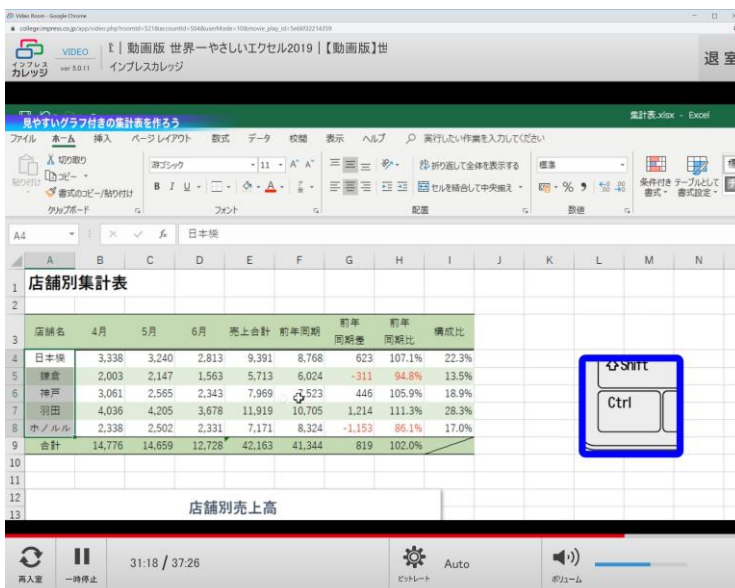 Video Room - Google Chrome
college.impress.co.jp/app/video.php?roomid=521&accountid=504&userMode=10&movie_play_id=5e66f32214359
インプレス
カレッジ
VIDEO
ver 5.0.11
動画版 世界一やさしいエクセル2019 | 【動画版】世
インプレスカレッジ
退室
見やすいグラフ付きの集計表を作ろう
集計表.xlsx - Excel
ファイル ホーム 挿入 ページ レイアウト 数式 データ 校閲 表示 ヘルプ 実行したい作業を入力してください
切り取り
コピー
書式のコピー/貼り付け
貼り付け
クリップボード
游ゴシック 11 A^ A˅
B I U
フォント
折り返して全体を表示する
セルを結合して中央揃え
配置
標準
% 9
数値
条件付き書式
テーブルとして書式設定
A4 fx 日本橋
A B C D E F G H I J K L M N
1 店舗別集計表
2
3 店舗名 4月 5月 6月 売上合計 前年同期 前年同期差 前年同期比 構成比
4 日本橋 3,338 3,240 2,813 9,391 8,768 623 107.1% 22.3%
5 鎌倉 2,003 2,147 1,563 5,713 6,024 -311 94.8% 13.5%
6 神戸 3,061 2,565 2,343 7,969 7,523 446 105.9% 18.9%
7 羽田 4,036 4,205 3,678 11,919 10,705 1,214 111.3% 28.3%
8 ホノルル 2,338 2,502 2,331 7,171 8,324 -1,153 86.1% 17.0%
9 合計 14,776 14,659 12,728 42,163 41,344 819 102.0%
10
11
12
13
店舗別売上高
Shift
Ctrl
再入室
一時停止
31:18 / 37:26
ビットレート
Auto
ボリューム